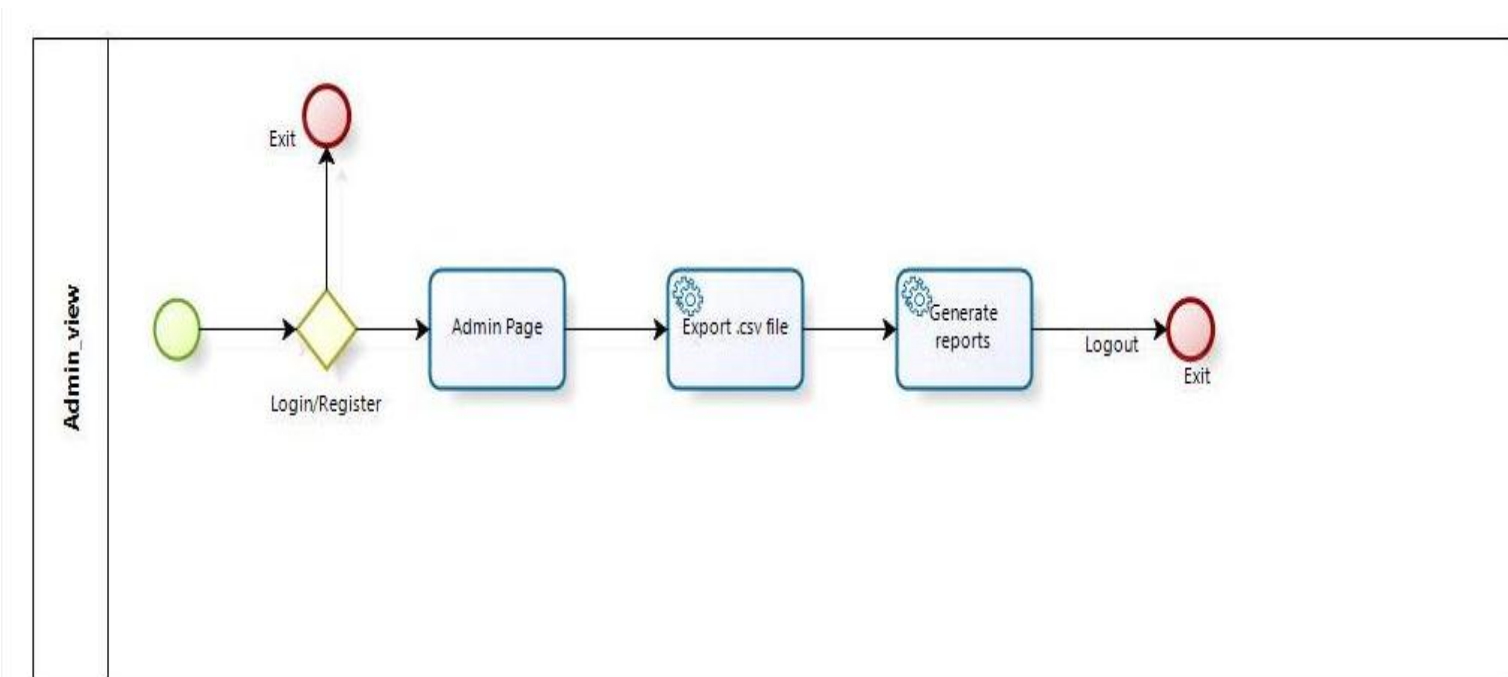 Admin_view
Exit
Login/Register
Admin Page
Export .csv file
Generate
reports
Logout
Exit